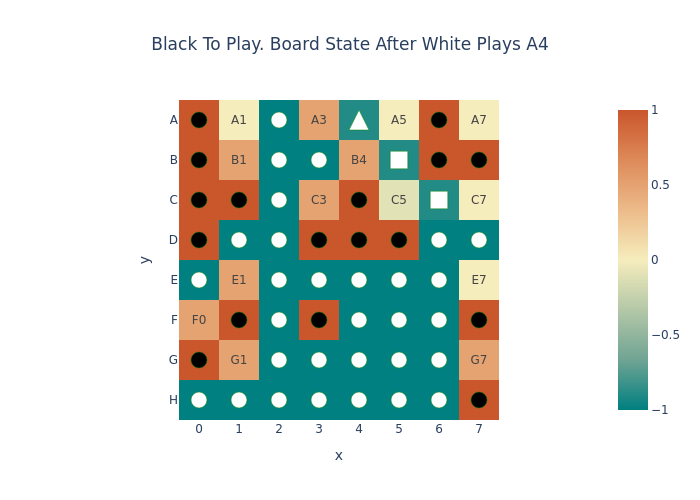 Black To Play. Board State After White Plays A4
A A1 A3 A5 A7 1
B B1 B4
C C3 C5 C7 0.5
D
y E E1 E7 0
F F0
G G1 G7 −0.5
H −1
0 1 2 3 4 5 6 7
x